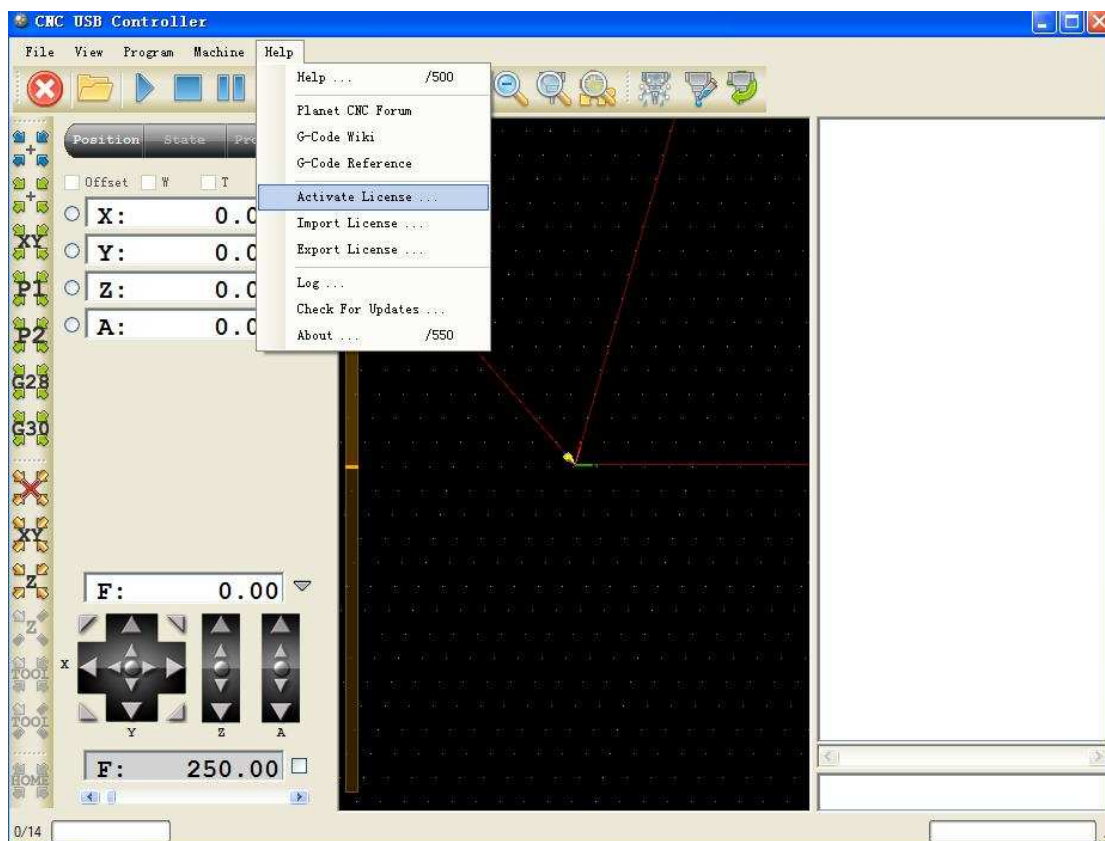 CNC USB Controller
File View Program Machine Help
Help ... /500
Planet CNC Forum
G-Code Wiki
G-Code Reference
Activate License ...
Import License ...
Export License ...
Log ...
Check For Updates ...
About ... /550
Position State
Offset W T
X: 0.0
Y: 0.0
Z: 0.0
A: 0.0
XY
P1
P2
G28
G30
XY
Z
Z
TOOL
TOOL
HOME
F: 0.00
X
Y Z A
F: 250.00
0/14